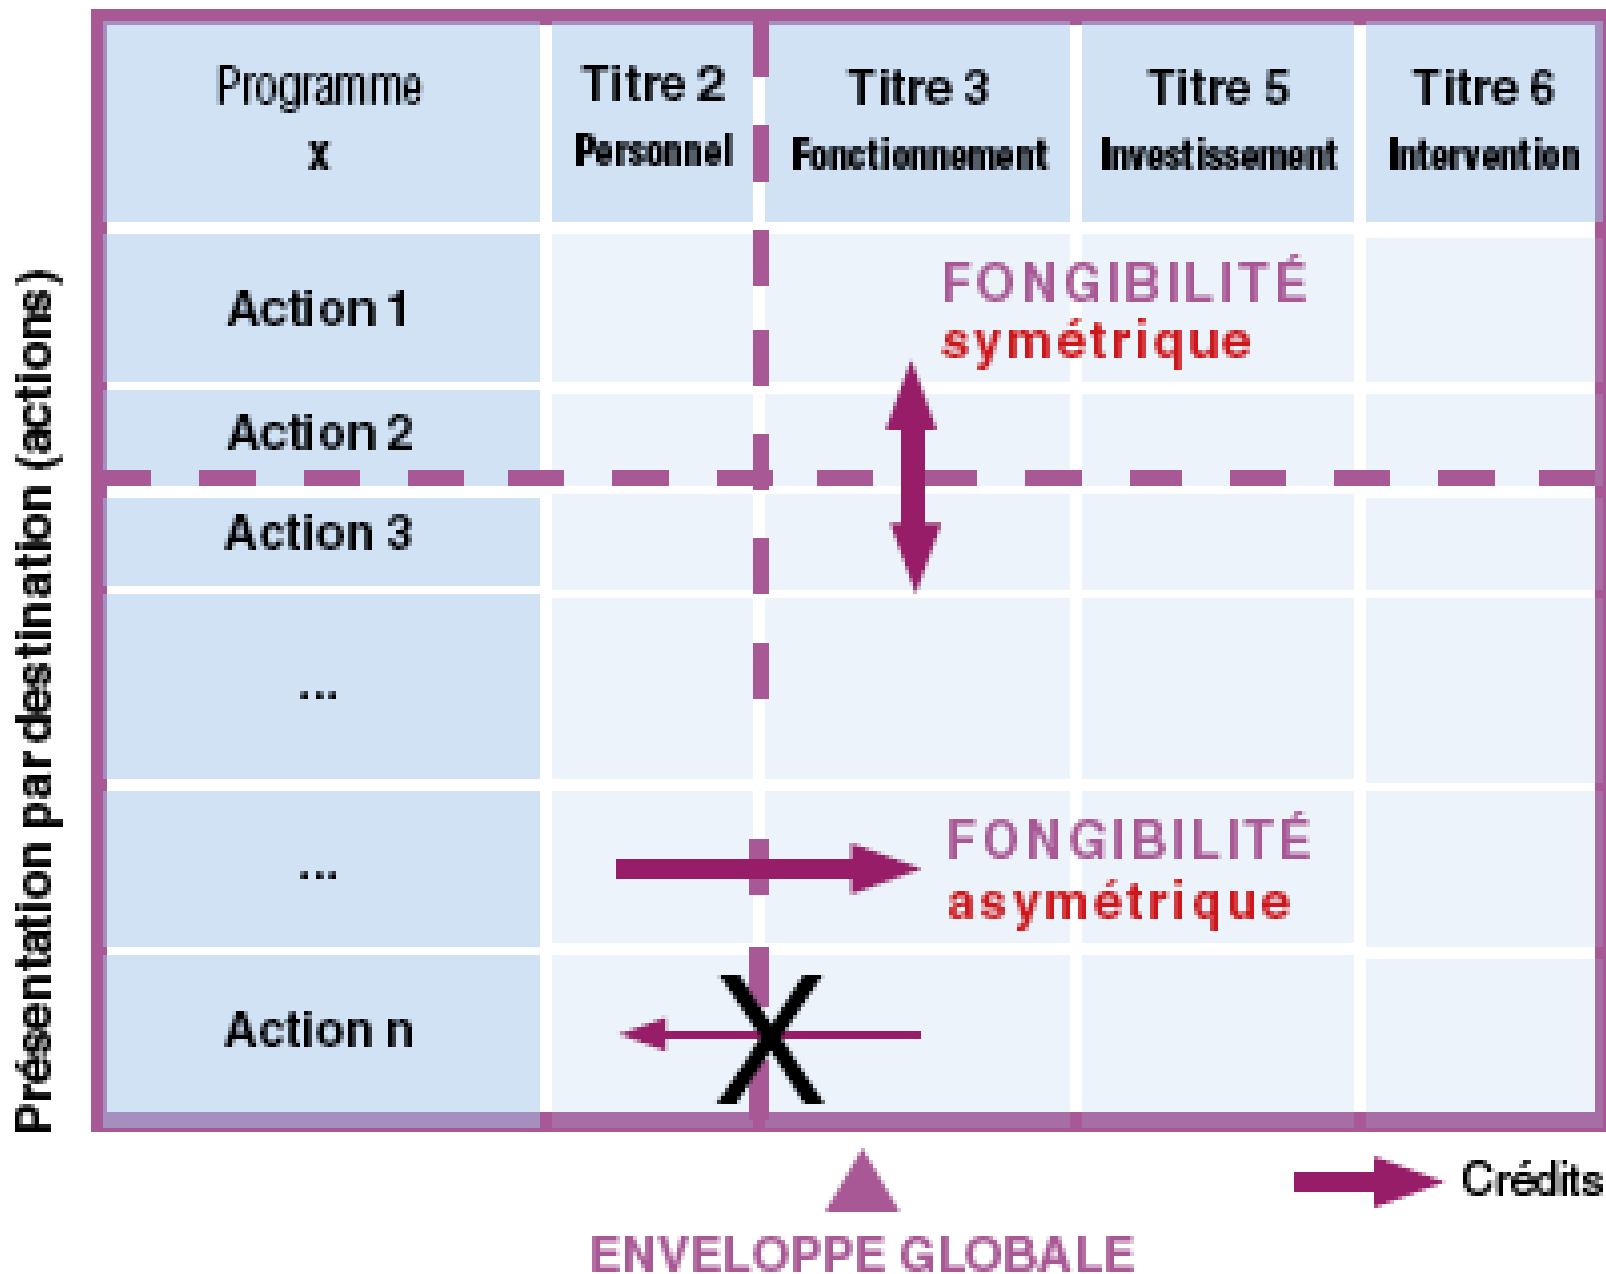 Présentation par destination (actions)
Programme
x
Titre 2
Personnel
Titre 3
Fonctionnement
Titre 5
Investissement
Titre 6
Intervention
Action 1
FONGIBILITÉ
symétrique
Action 2
Action 3
...
...
FONGIBILITÉ
asymétrique
Action n
X
Crédits
ENVELOPPE GLOBALE